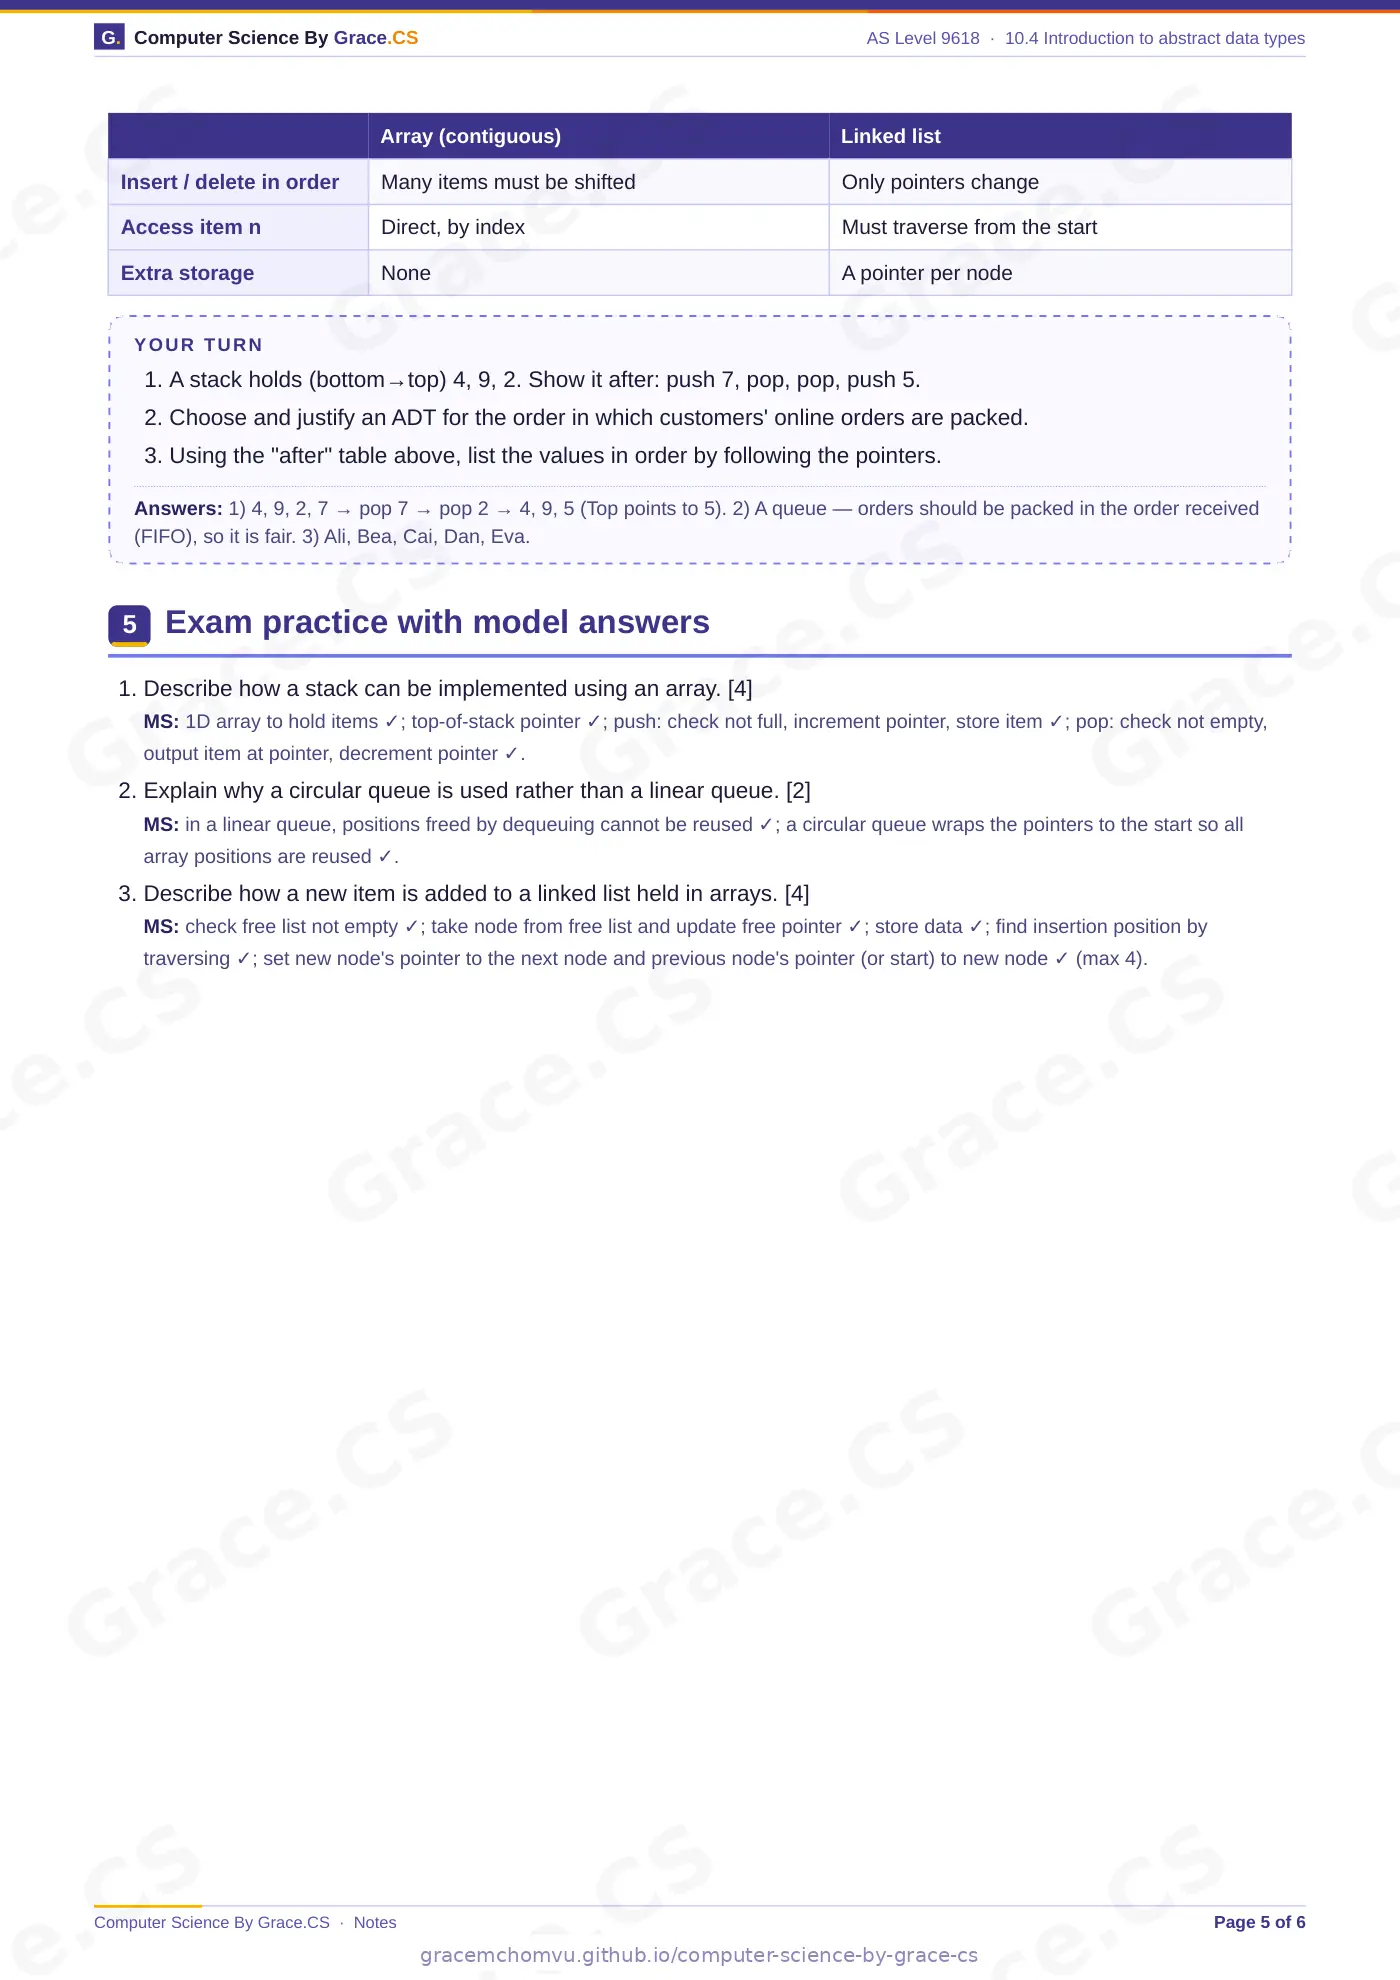 G. Computer Science By Grace.CS
AS Level 9618 · 10.4 Introduction to abstract data types
Array (contiguous) Linked list
Insert / delete in order Many items must be shifted Only pointers change
Access item n Direct, by index Must traverse from the start
Extra storage None A pointer per node
YOUR TURN
1. A stack holds (bottom→top) 4, 9, 2. Show it after: push 7, pop, pop, push 5.
2. Choose and justify an ADT for the order in which customers' online orders are packed.
3. Using the "after" table above, list the values in order by following the pointers.
Answers: 1) 4, 9, 2, 7 → pop 7 → pop 2 → 4, 9, 5 (Top points to 5). 2) A queue — orders should be packed in the order received
(FIFO), so it is fair. 3) Ali, Bea, Cai, Dan, Eva.
5 Exam practice with model answers
1. Describe how a stack can be implemented using an array. [4]
MS: 1D array to hold items ✓; top-of-stack pointer ✓; push: check not full, increment pointer, store item ✓; pop: check not empty,
output item at pointer, decrement pointer ✓.
2. Explain why a circular queue is used rather than a linear queue. [2]
MS: in a linear queue, positions freed by dequeuing cannot be reused ✓; a circular queue wraps the pointers to the start so all
array positions are reused ✓.
3. Describe how a new item is added to a linked list held in arrays. [4]
MS: check free list not empty ✓; take node from free list and update free pointer ✓; store data ✓; find insertion position by
traversing ✓; set new node's pointer to the next node and previous node's pointer (or start) to new node ✓ (max 4).
Computer Science By Grace.CS · Notes
Page 5 of 6
gracemchomvu.github.io/computer-science-by-grace-cs